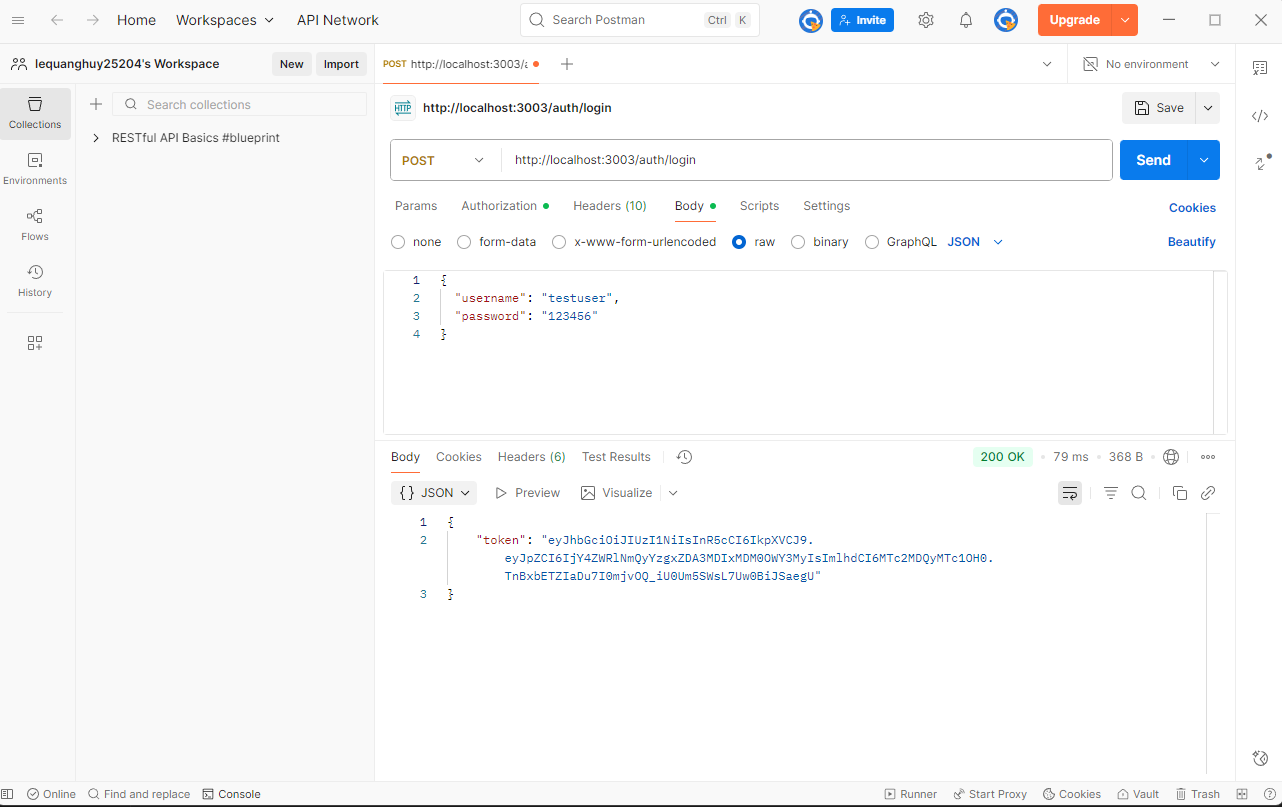 Home Workspaces API Network Search Postman Ctrl K Invite Upgrade
lequanghuy25204's Workspace New Import POST http://localhost:3003/a No environment
Collections
Environments
Flows
History
Search collections
RESTful API Basics #blueprint
HTTP http://localhost:3003/auth/login Save
POST http://localhost:3003/auth/login Send
Params Authorization Headers (10) Body Scripts Settings Cookies
none form-data x-www-form-urlencoded raw binary GraphQL JSON Beautify
1 {
2 "username": "testuser",
3 "password": "123456"
4 }
Body Cookies Headers (6) Test Results 200 OK • 79 ms • 368 B •
{} JSON Preview Visualize
1 {
2 "token": "eyJhbGciOiJIUzI1NiIsInR5cCI6IkpXVCJ9.
eyJpZCI6IjY4ZWRlNmQyYzgxZDA3MDIxMDM0OWY3MyIsImlhdCI6MTc2MDQyMTc1OH0.
TnBxbETZIaDu7I0mjvOQ_iU0Um5SWsL7Uw0BiJSaegU"
3 }
Online Find and replace Console Runner Start Proxy Cookies Vault Trash